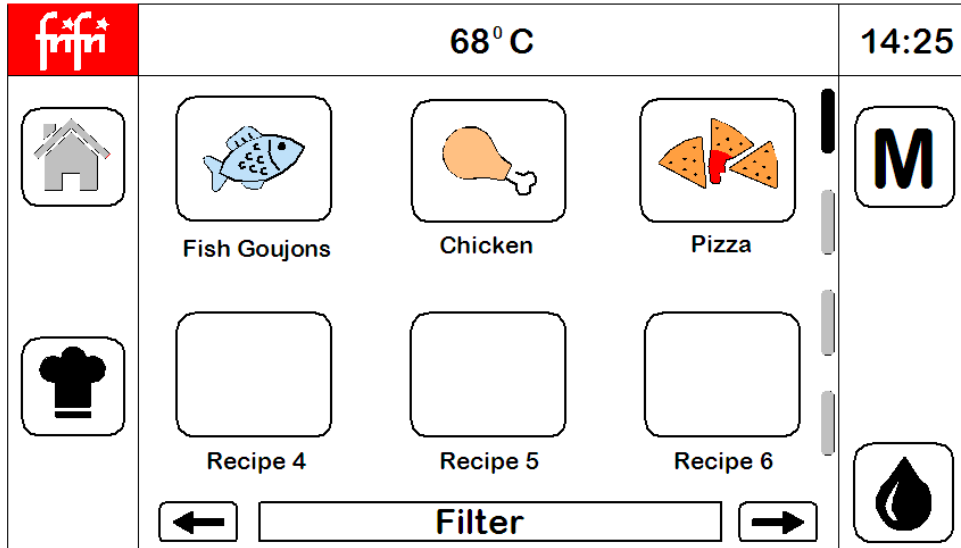 frifri
68⁰ C
14:25
M
Fish Goujons
Chicken
Pizza
Recipe 4
Recipe 5
Recipe 6
Filter